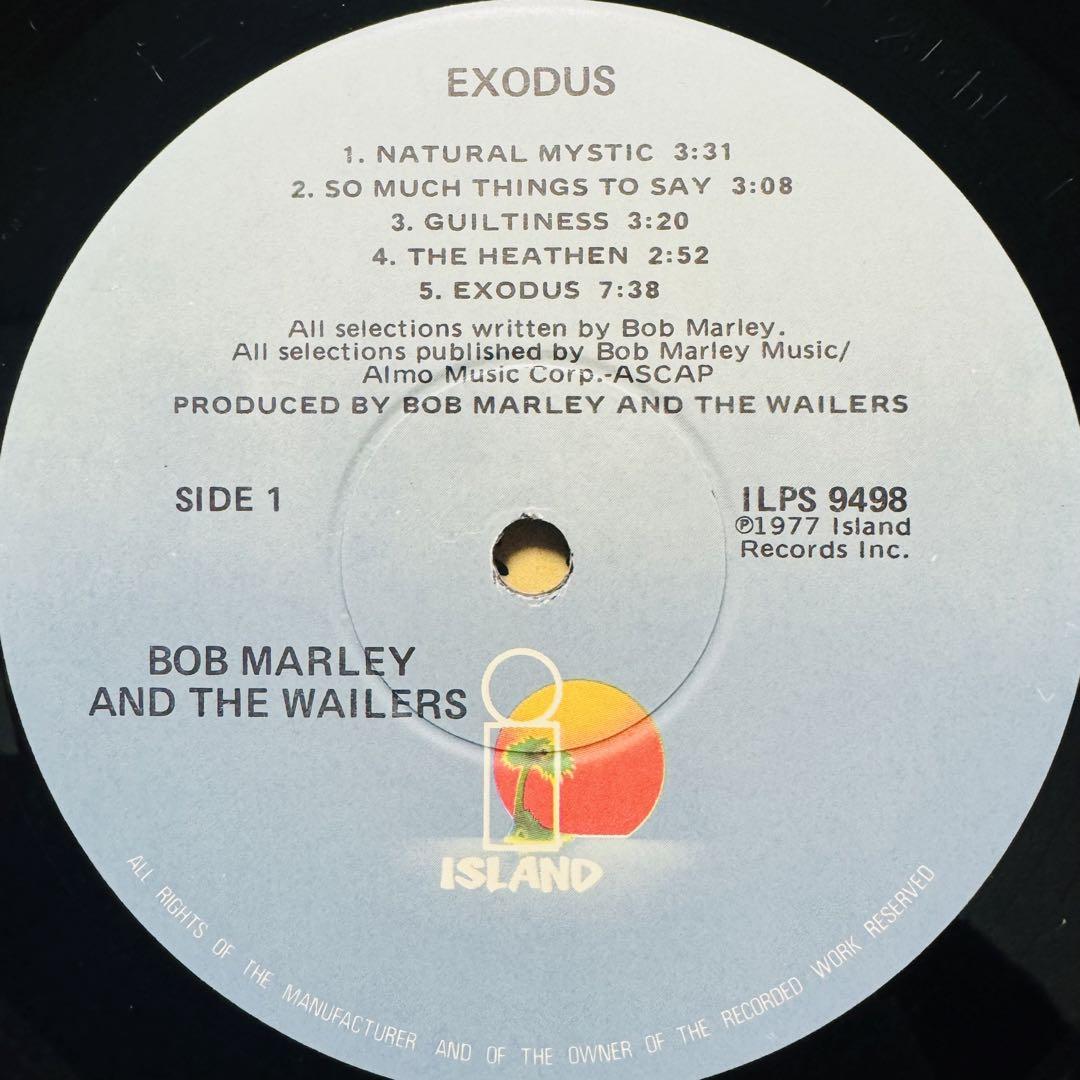 EXODUS
1. NATURAL MYSTIC 3:31
2. SO MUCH THINGS TO SAY 3:08
3. GUILTINESS 3:20
4. THE HEATHEN 2:52
5. EXODUS 7:38
All selections written by Bob Marley.
All selections published by Bob Marley Music/
Almo Music Corp.-ASCAP
PRODUCED BY BOB MARLEY AND THE WAILERS
SIDE 1
ILPS 9498
℗1977 Island
Records Inc.
BOB MARLEY
AND THE WAILERS
ISLAND
ALL RIGHTS OF THE MANUFACTURER AND OF THE OWNER OF THE RECORDED WORK RESERVED